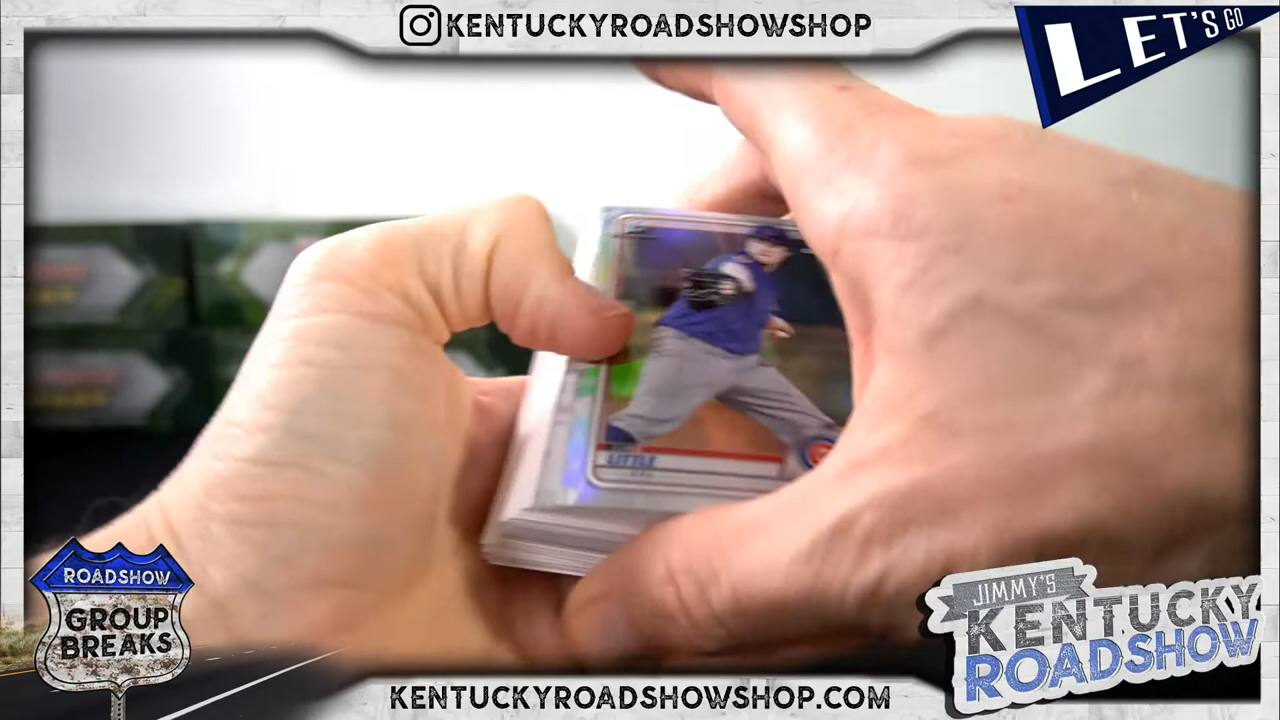 KENTUCKYROADSHOWSHOP
LET'S GO
LITTLE
ROADSHOW
GROUP
BREAKS
JIMMY'S
KENTUCKY
ROADSHOW
KENTUCKYROADSHOWSHOP.COM